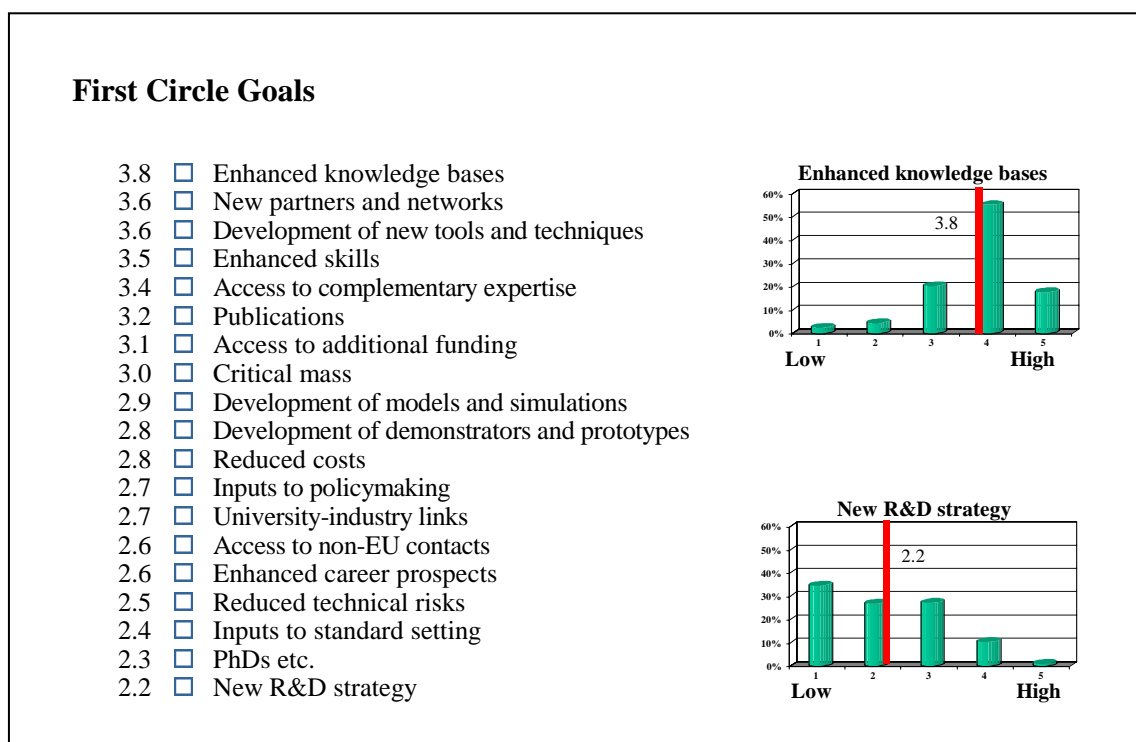 First Circle Goals
3.8 □ Enhanced knowledge bases
3.6 □ New partners and networks
3.6 □ Development of new tools and techniques
3.5 □ Enhanced skills
3.4 □ Access to complementary expertise
3.2 □ Publications
3.1 □ Access to additional funding
3.0 □ Critical mass
2.9 □ Development of models and simulations
2.8 □ Development of demonstrators and prototypes
2.8 □ Reduced costs
2.7 □ Inputs to policymaking
2.7 □ University-industry links
2.6 □ Access to non-EU contacts
2.6 □ Enhanced career prospects
2.5 □ Reduced technical risks
2.4 □ Inputs to standard setting
2.3 □ PhDs etc.
2.2 □ New R&D strategy
Enhanced knowledge bases
60%
50%
3.8
40%
30%
20%
10%
0%
1 2 3 4 5
Low High
New R&D strategy
60%
50%
2.2
40%
30%
20%
10%
0%
1 2 3 4 5
Low High